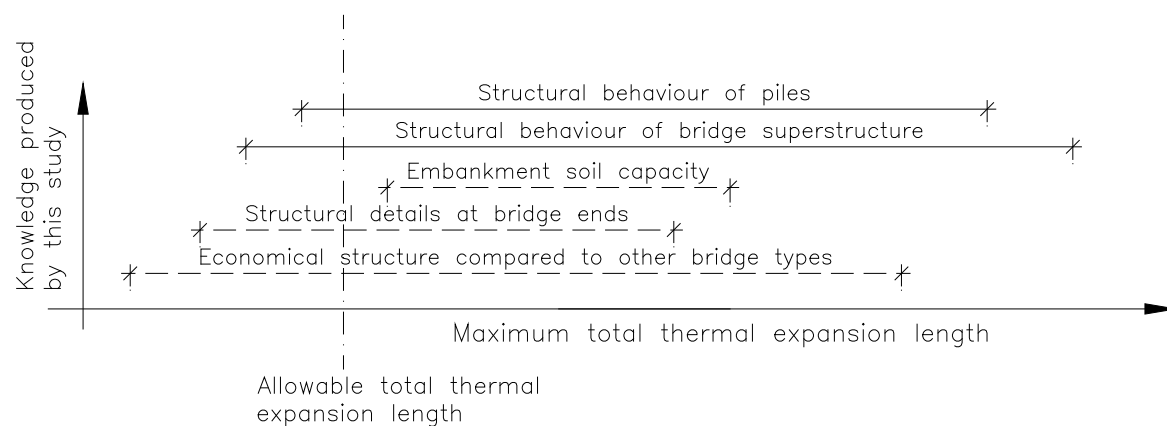 Knowledge produced
by this study
Structural behaviour of piles
Structural behaviour of bridge superstructure
Embankment soil capacity
Structural details at bridge ends
Economical structure compared to other bridge types
Maximum total thermal expansion length
Allowable total thermal
expansion length